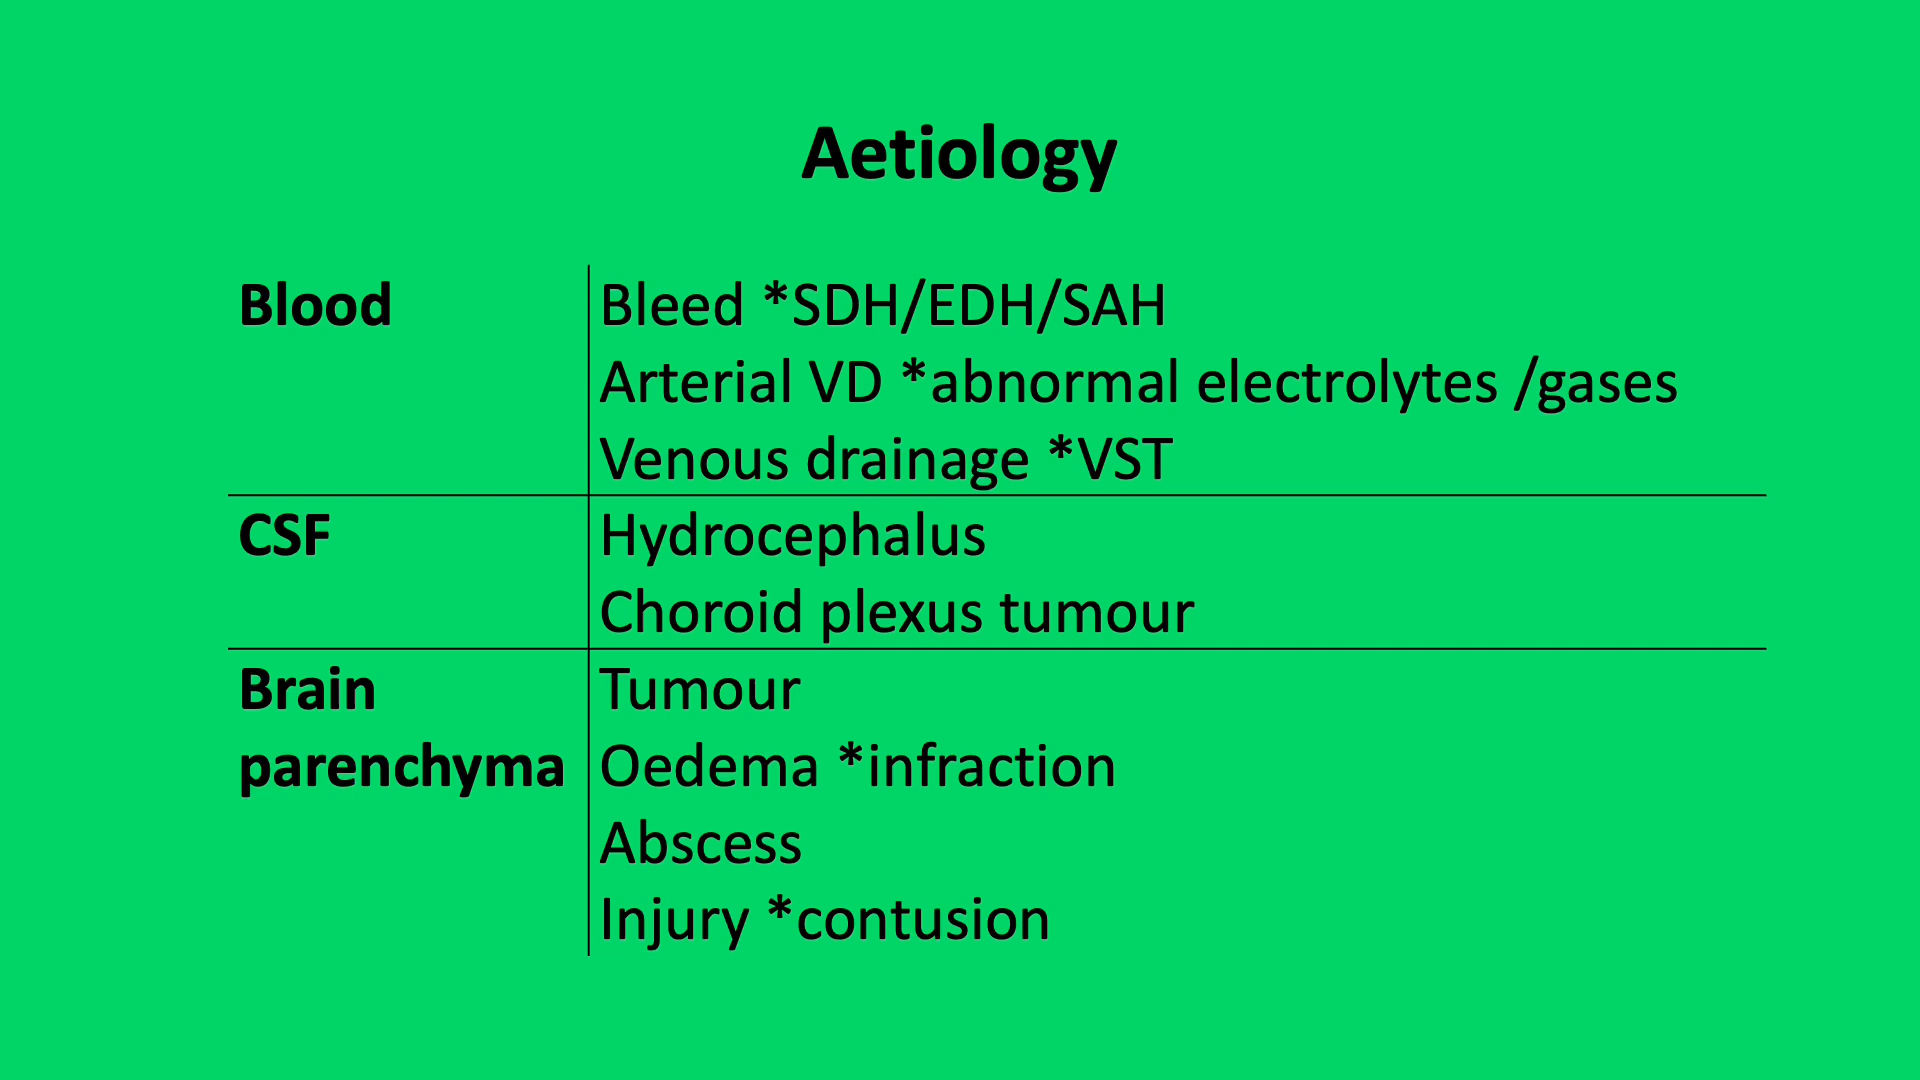 Aetiology
Blood
Bleed *SDH/EDH/SAH
Arterial VD *abnormal electrolytes /gases
Venous drainage *VST
CSF
Hydrocephalus
Choroid plexus tumour
Brain
parenchyma
Tumour
Oedema *infraction
Abscess
Injury *contusion